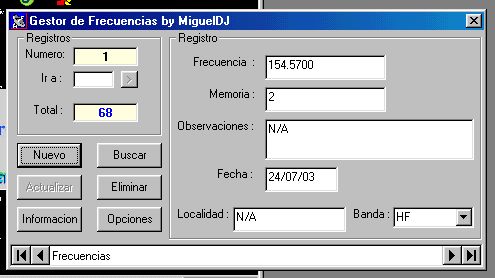 Gestor de Frecuencias by MiguelDJ
Registros
Numero: 1
Ir a :
>
Total : 68
Nuevo
Buscar
Actualizar
Eliminar
Informacion
Opciones
Registro
Frecuencia : 154.5700
Memoria : 2
Observaciones : N/A
Fecha : 24/07/03
Localidad : N/A
Banda : HF
Frecuencias